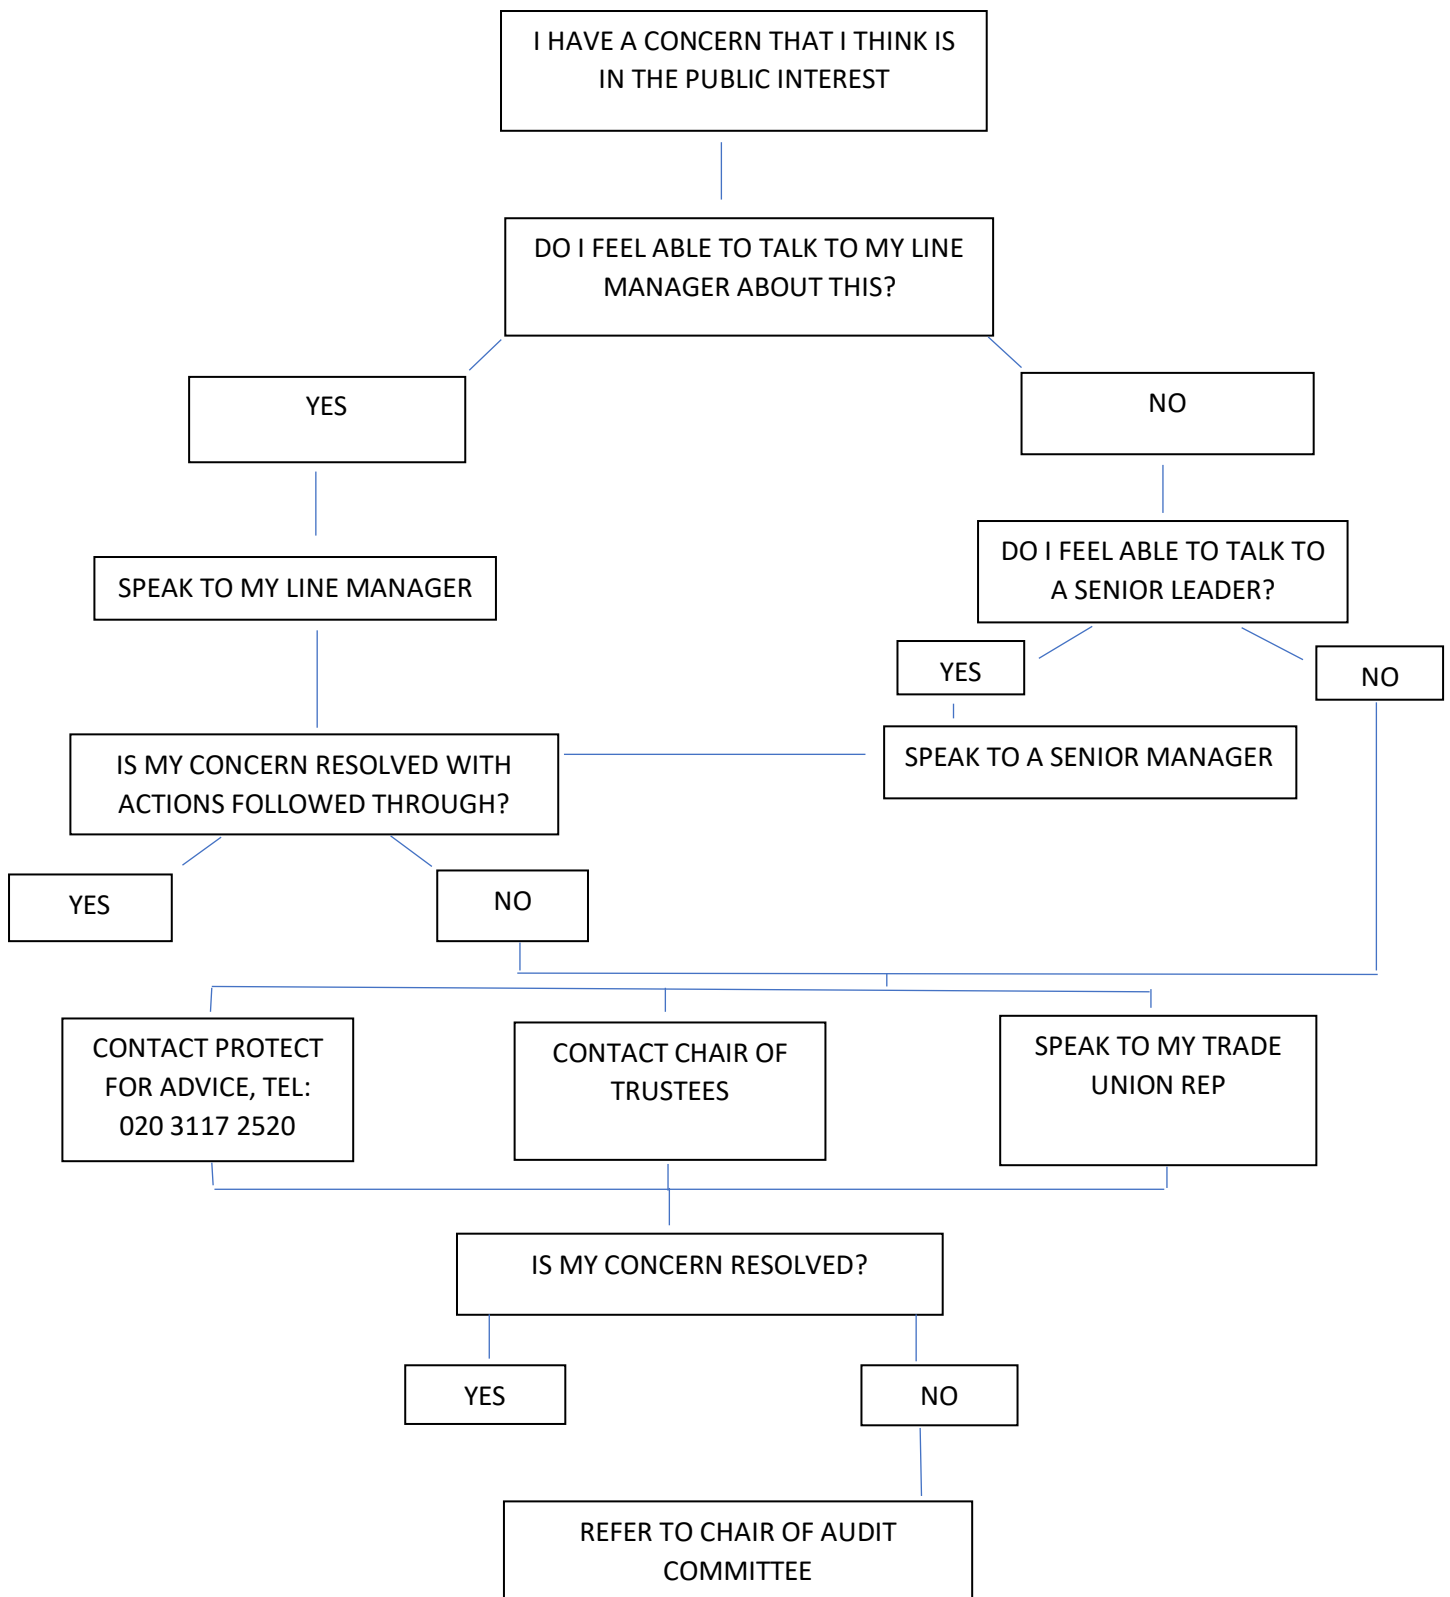 I HAVE A CONCERN THAT I THINK IS
IN THE PUBLIC INTEREST
DO I FEEL ABLE TO TALK TO MY LINE
MANAGER ABOUT THIS?
YES
NO
DO I FEEL ABLE TO TALK TO
A SENIOR LEADER?
SPEAK TO MY LINE MANAGER
YES
NO
IS MY CONCERN RESOLVED WITH
ACTIONS FOLLOWED THROUGH?
SPEAK TO A SENIOR MANAGER
YES
NO
CONTACT PROTECT
FOR ADVICE, TEL:
020 3117 2520
CONTACT CHAIR OF
TRUSTEES
SPEAK TO MY TRADE
UNION REP
IS MY CONCERN RESOLVED?
YES
NO
REFER TO CHAIR OF AUDIT
COMMITTEE